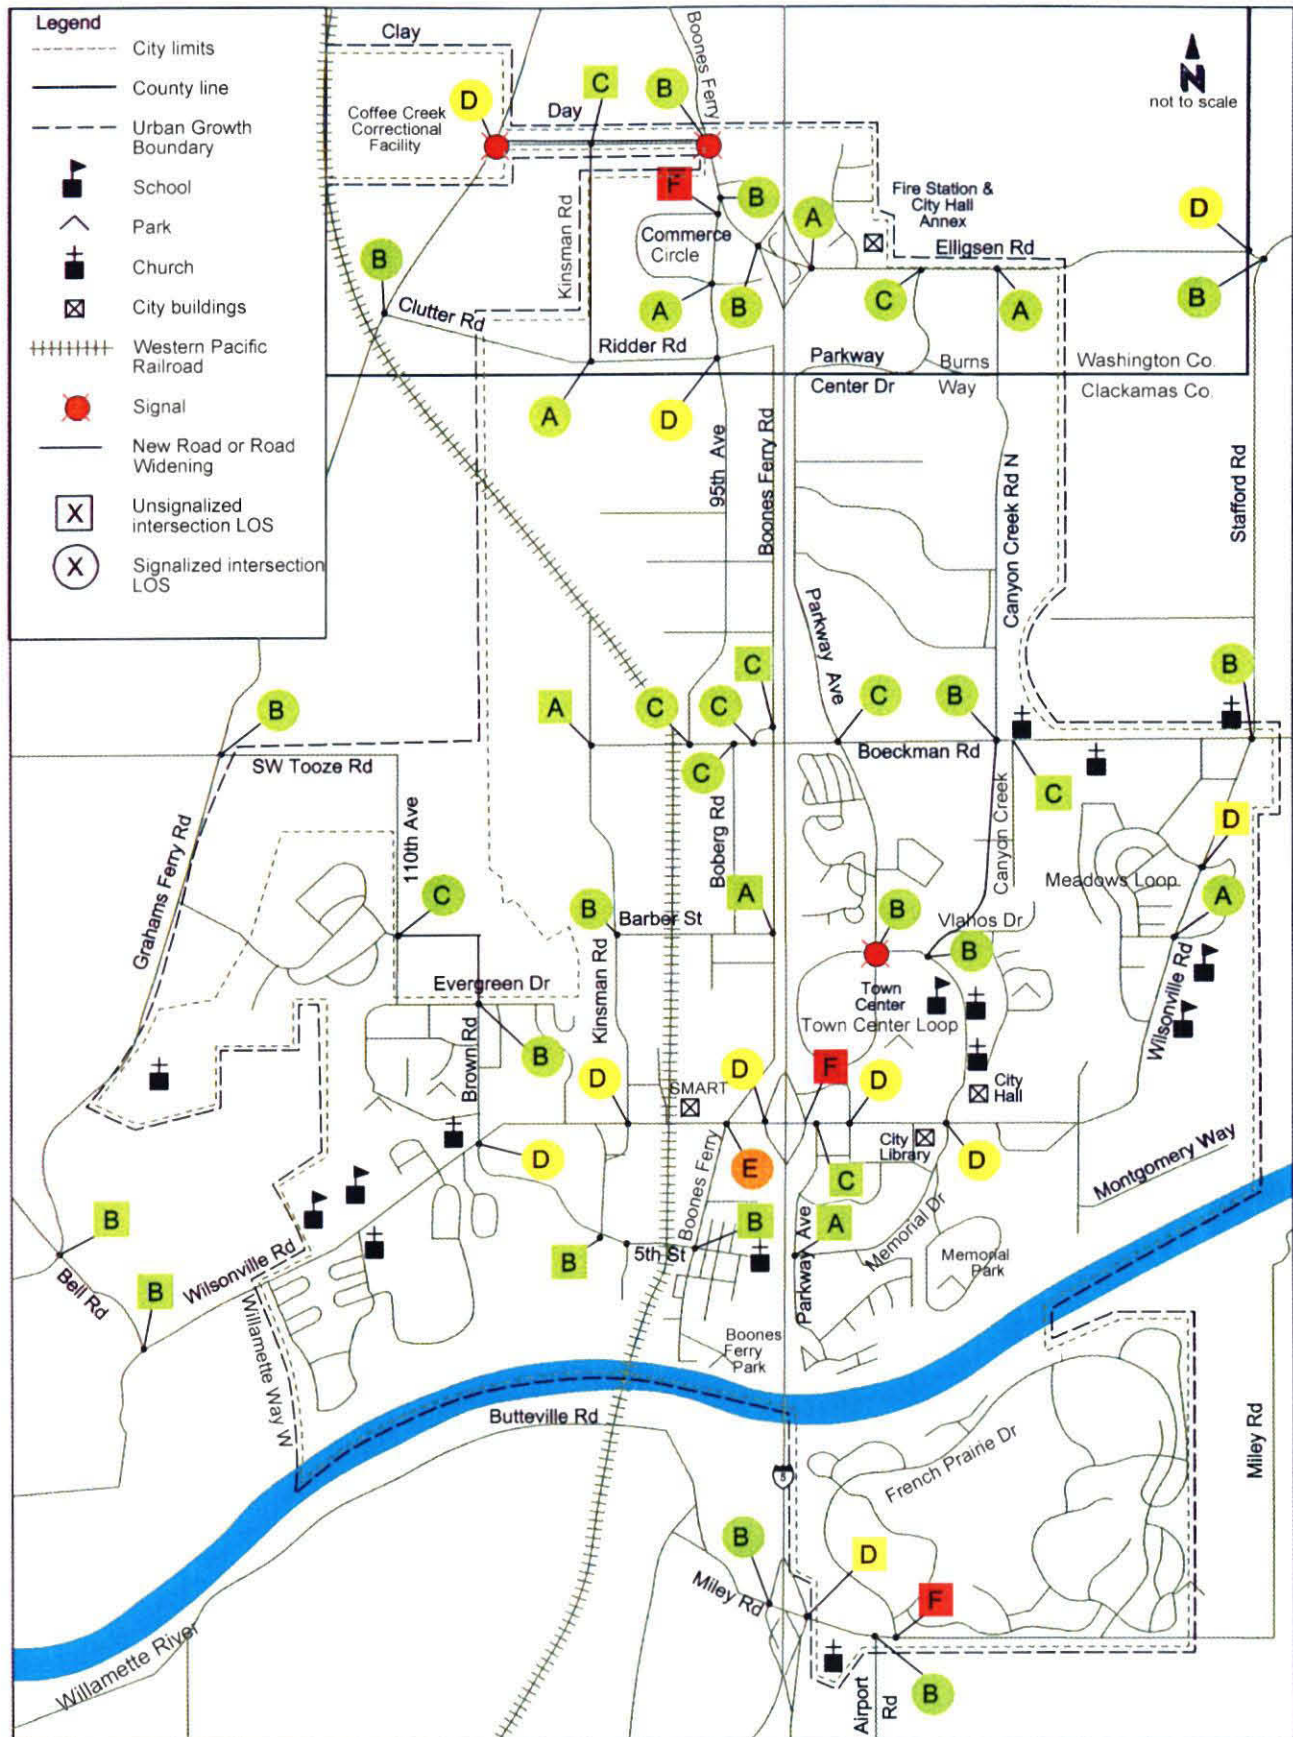 Legend
City limits
County line
Urban Growth
Boundary
School
Park
Church
City buildings
Western Pacific
Railroad
Signal
New Road or Road
Widening
X
Unsignalized
intersection LOS
X
Signalized intersection
LOS
Clay
Boones Ferry
N
not to scale
D
C
B
Coffee Creek
Correctional
Facility
Day
F
B
A
Fire Station &
City Hall
Annex
D
Kinsman Rd
Commerce
Circle
Elligsen Rd
B
A
B
C
A
B
Clutter Rd
Ridder Rd
Parkway
Center Dr
Burns
Way
Washington Co.
Clackamas Co.
A
D
95th Ave
Boones Ferry Rd
Canyon Creek Rd N
Stafford Rd
Parkway Ave
B
A
C
C
C
C
B
B
SW Tooze Rd
C
Boeckman Rd
C
Grahams Ferry Rd
110th Ave
Boberg Rd
Canyon Creek
D
Meadows Loop
C
B
Barber St
A
B
Vlahos Dr
A
B
Evergreen Dr
Kinsman Rd
Town
Center
Town Center Loop
Wilsonville Rd
Brown Rd
B
D
SMART
D
F
D
City
Hall
D
E
C
City
Library
D
Montgomery Way
Boones Ferry
B
Wilsonville Rd
B
5th St
B
Parkway Ave
A
Memorial Dr
Memorial
Park
Bell Rd
B
Willamette Way W
Boones
Ferry
Park
Butteville Rd
5
French Prairie Dr
Miley Rd
B
D
Miley Rd
F
Willamette River
Airport
Rd
B